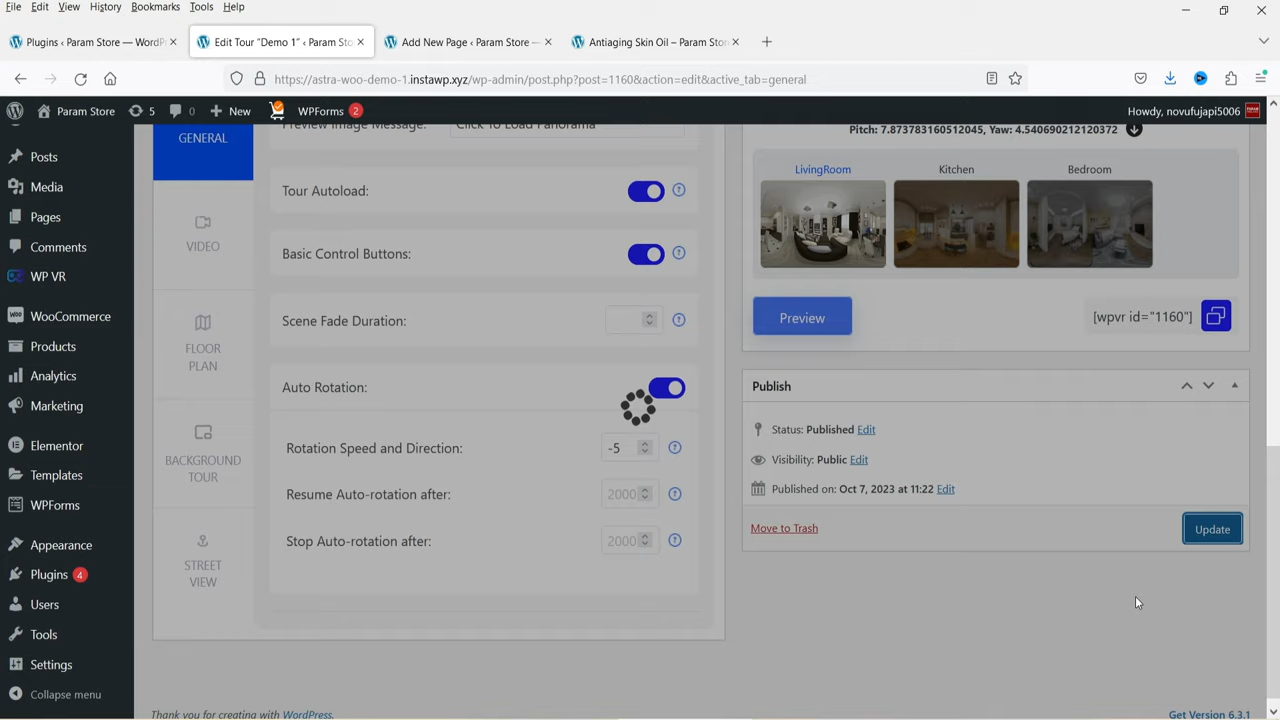 File Edit View History Bookmarks Tools Help
Plugins ‹ Param Store — WordP
Edit Tour "Demo 1" ‹ Param Sto
Add New Page ‹ Param Store —
Antiaging Skin Oil – Param Stor
https://astra-woo-demo-1.instawp.xyz/wp-admin/post.php?post=1160&action=edit&active_tab=general
Param Store 5 0 New WPForms 2 Howdy, novufujapi5006
Posts
Media
Pages
Comments
WP VR
WooCommerce
Products
Analytics
Marketing
Elementor
Templates
WPForms
Appearance
Plugins 4
Users
Tools
Settings
Collapse menu
GENERAL
VIDEO
FLOOR
PLAN
BACKGROUND
TOUR
STREET
VIEW
Preview Image Message: Click To Load Panorama
Tour Autoload:
Basic Control Buttons:
Scene Fade Duration:
Auto Rotation:
Rotation Speed and Direction: -5
Resume Auto-rotation after: 2000
Stop Auto-rotation after: 2000
Pitch: 7.873783160512045, Yaw: 4.540690212120372
LivingRoom Kitchen Bedroom
Preview [wpvr id="1160"]
Publish
Status: Published Edit
Visibility: Public Edit
Published on: Oct 7, 2023 at 11:22 Edit
Move to Trash Update
Thank you for creating with WordPress. Get Version 6.3.1